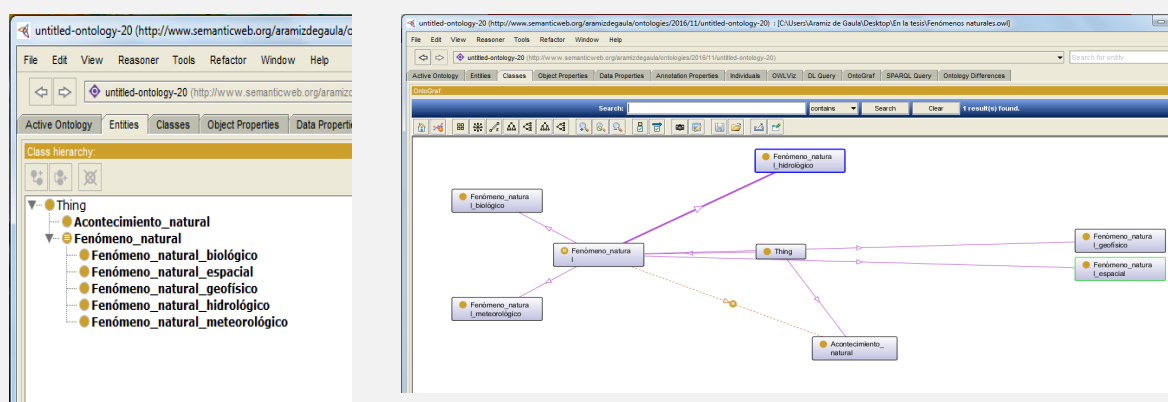 untitled-ontology-20 (http://www.semanticweb.org/aramizdegaula/o
File Edit View Reasoner Tools Refactor Window Help
untitled-ontology-20 (http://www.semanticweb.org/aramizd
Active Ontology Entities Classes Object Properties Data Properti
Class hierarchy:
Thing
Acontecimiento_natural
Fenómeno_natural
Fenómeno_natural_biológico
Fenómeno_natural_espacial
Fenómeno_natural_geofísico
Fenómeno_natural_hidrológico
Fenómeno_natural_meteorológico
untitled-ontology-20 (http://www.semanticweb.org/aramizdegaula/ontologies/2016/11/untitled-ontology-20) : [C:\Users\Aramiz de Gaula\Desktop\En la tesis\Fenómenos naturales.owl]
File Edit View Reasoner Tools Refactor Window Help
untitled-ontology-20 (http://www.semanticweb.org/aramizdegaula/ontologies/2016/11/untitled-ontology-20)
Search for entity
Active Ontology Entities Classes Object Properties Data Properties Annotation Properties Individuals OWLViz DL Query OntoGraf SPARQL Query Ontology Differences
OntoGraf
Search: contains Search Clear 1 result(s) found.
Fenómeno_natura
l_hidrológico
Fenómeno_natura
l_biológico
Fenómeno_natura
l
Thing
Fenómeno_natura
l_geofísico
Fenómeno_natura
l_espacial
Fenómeno_natura
l_meteorológico
Acontecimiento_
natural